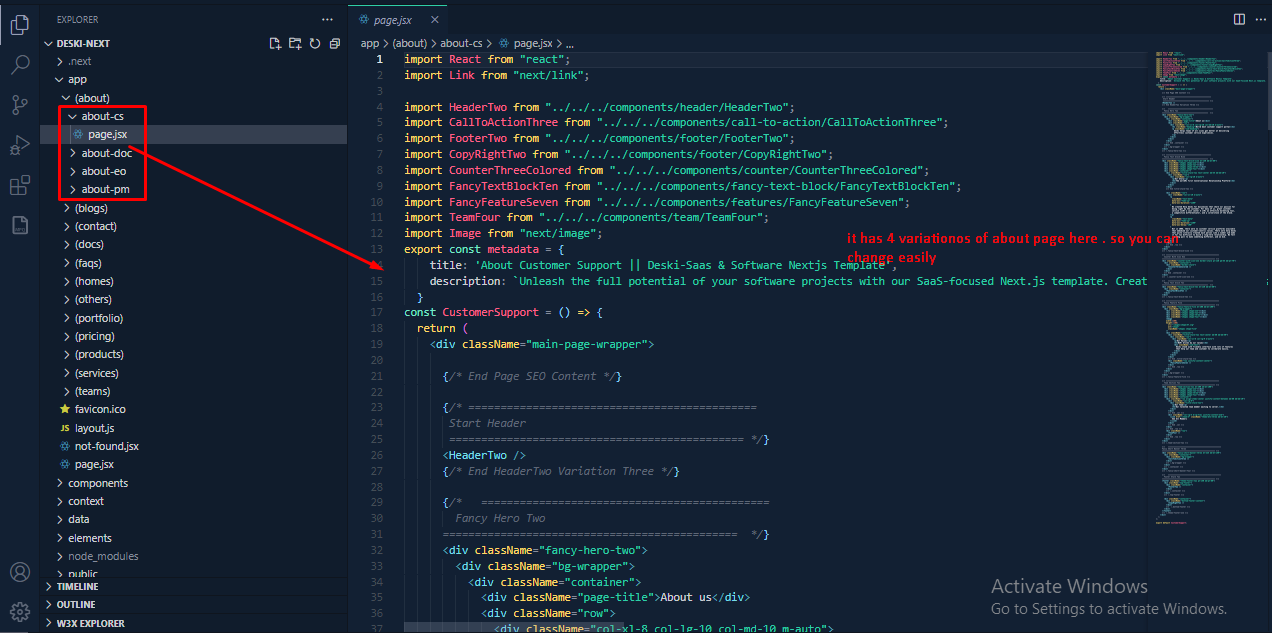 EXPLORER
DESKI-NEXT
.next
app
(about)
about-cs
page.jsx
about-doc
about-eo
about-pm
(blogs)
(contact)
(docs)
(faqs)
(homes)
(others)
(portfolio)
(pricing)
(products)
(services)
(teams)
favicon.ico
JS layout.js
not-found.jsx
page.jsx
components
context
data
elements
node_modules
public
TIMELINE
OUTLINE
W3X EXPLORER
page.jsx
app > (about) > about-cs > page.jsx > ...
1 import React from "react";
2 import Link from "next/link";
3
4 import HeaderTwo from "../../../components/header/HeaderTwo";
5 import CallToActionThree from "../../../components/call-to-action/CallToActionThree";
6 import FooterTwo from "../../../components/footer/FooterTwo";
7 import CopyRightTwo from "../../../components/footer/CopyRightTwo";
8 import CounterThreeColored from "../../../components/counter/CounterThreeColored";
9 import FancyTextBlockTen from "../../../components/fancy-text-block/FancyTextBlockTen";
10 import FancyFeatureSeven from "../../../components/features/FancyFeatureSeven";
11 import TeamFour from "../../../components/team/TeamFour";
12 import Image from "next/image";
13 export const metadata = {
14 title: 'About Customer Support || Deski-Saas & Software Nextjs Template',
15 description: `Unleash the full potential of your software projects with our SaaS-focused Next.js template. Creat
16 }
17 const CustomerSupport = () => {
18 return (
19 <div className="main-page-wrapper">
20
21 {/* End Page SEO Content */}
22
23 {/* =============================================
24 Start Header
25 ============================================== */}
26 <HeaderTwo />
27 {/* End HeaderTwo Variation Three */}
28
29 {/* =============================================
30 Fancy Hero Two
31 ============================================== */}
32 <div className="fancy-hero-two">
33 <div className="bg-wrapper">
34 <div className="container">
35 <div className="page-title">About us</div>
36 <div className="row">
37 <div className="col-xl-8 col-lg-10 col-md-10 m-auto">
it has 4 variationos of about page here . so you can
change easily
Activate Windows
Go to Settings to activate Windows.